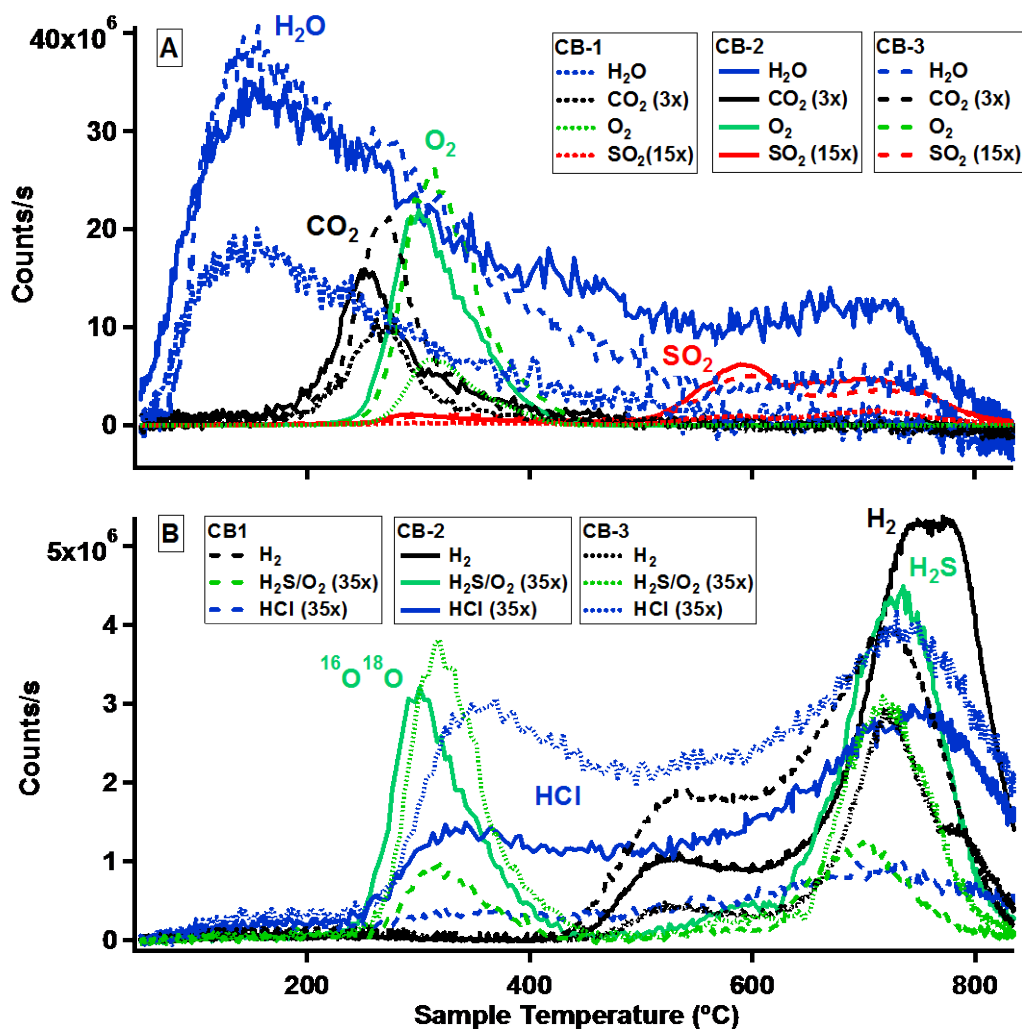 A
40x10⁶
30
20
10
0
Counts/s
H₂O
CO₂
O₂
SO₂
CB-1
H₂O
CO₂ (3x)
O₂
SO₂(15x)
CB-2
H₂O
CO₂ (3x)
O₂
SO₂ (15x)
CB-3
H₂O
CO₂ (3x)
O₂
SO₂ (15x)
B
5x10⁶
4
3
2
1
0
Counts/s
CB1
H₂
H₂S/O₂ (35x)
HCl (35x)
CB-2
H₂
H₂S/O₂ (35x)
HCl (35x)
CB-3
H₂
H₂S/O₂ (35x)
HCl (35x)
H₂
H₂S
¹⁶O¹⁸O
HCl
200
400
600
800
Sample Temperature (ºC)